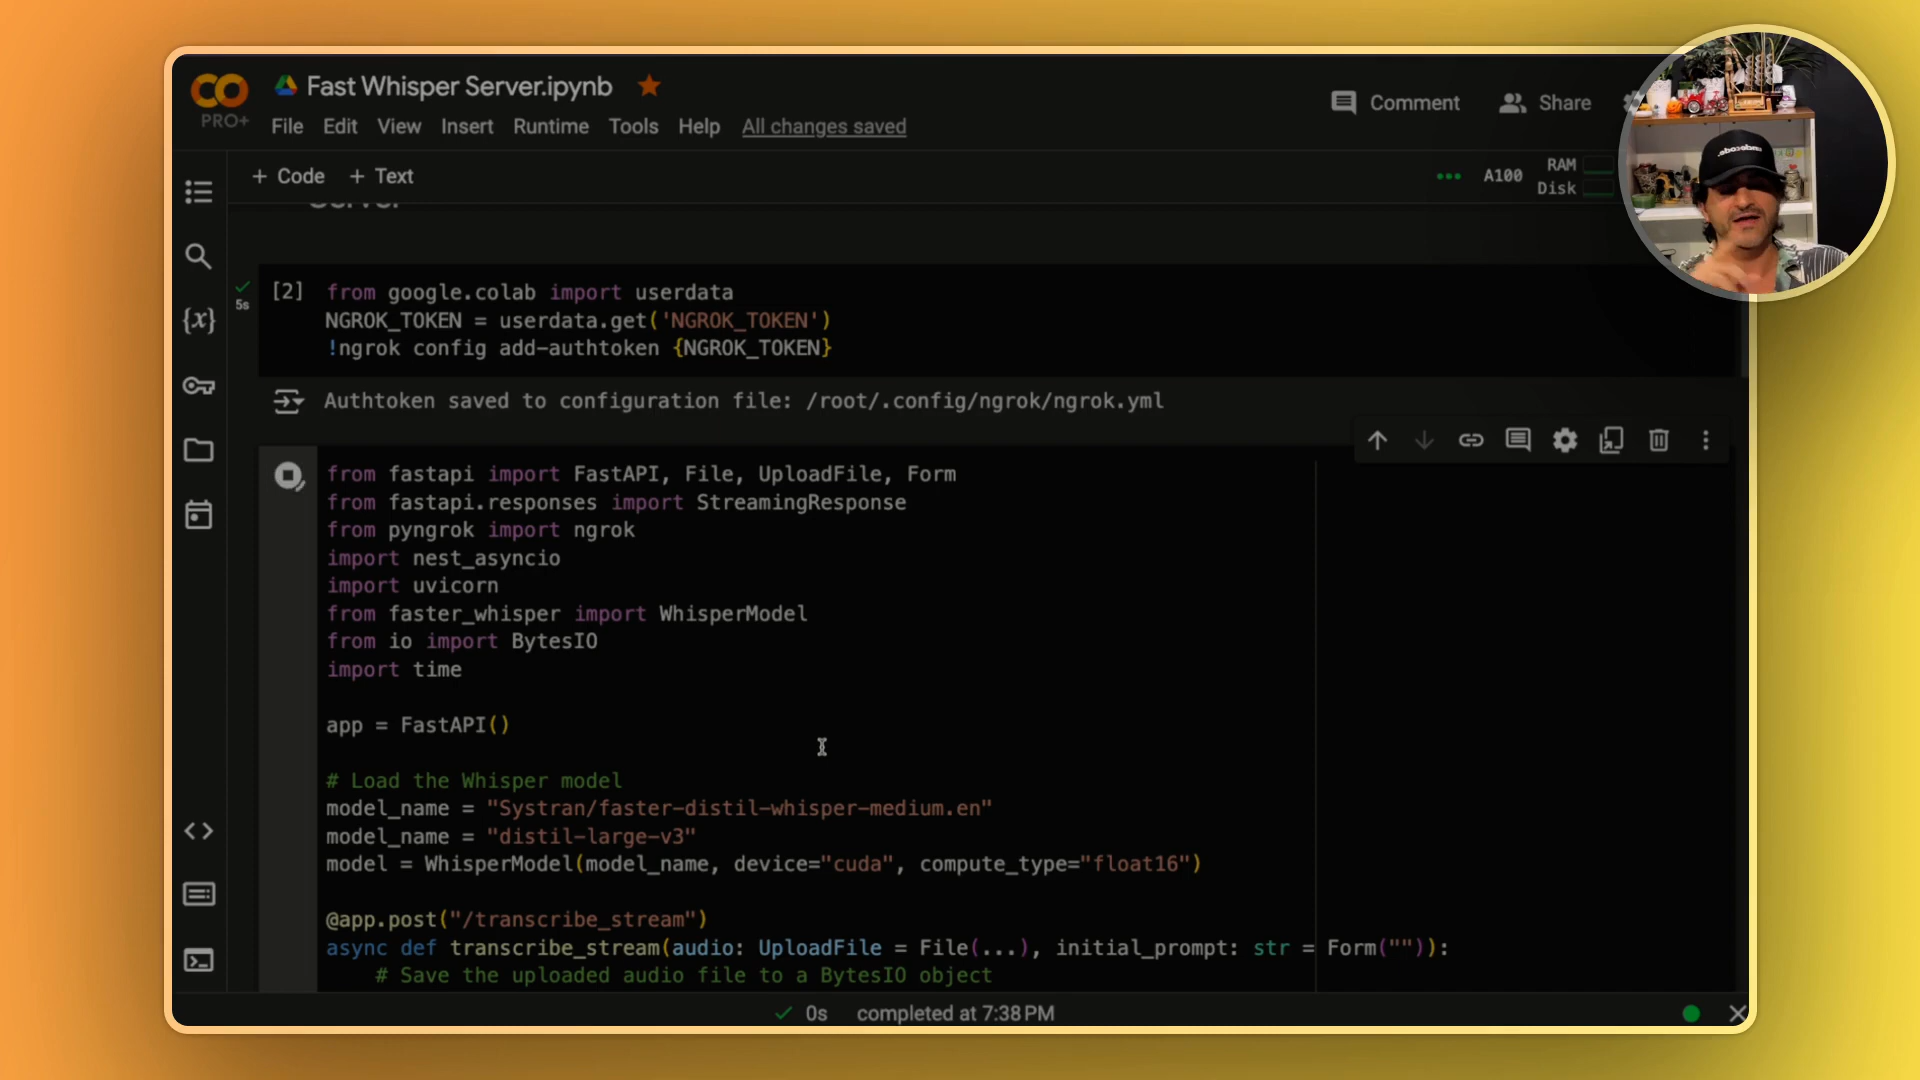 Fast Whisper Server.ipynb
PRO+
File Edit View Insert Runtime Tools Help All changes saved
Comment Share
+ Code + Text
A100 RAM
Disk
Server
[2] from google.colab import userdata
5s
NGROK_TOKEN = userdata.get('NGROK_TOKEN')
!ngrok config add-authtoken {NGROK_TOKEN}
Authtoken saved to configuration file: /root/.config/ngrok/ngrok.yml
from fastapi import FastAPI, File, UploadFile, Form
from fastapi.responses import StreamingResponse
from pyngrok import ngrok
import nest_asyncio
import uvicorn
from faster_whisper import WhisperModel
from io import BytesIO
import time
app = FastAPI()
# Load the Whisper model
model_name = "Systran/faster-distil-whisper-medium.en"
model_name = "distil-large-v3"
model = WhisperModel(model_name, device="cuda", compute_type="float16")
@app.post("/transcribe_stream")
async def transcribe_stream(audio: UploadFile = File(...), initial_prompt: str = Form("")):
# Save the uploaded audio file to a BytesIO object
0s completed at 7:38 PM